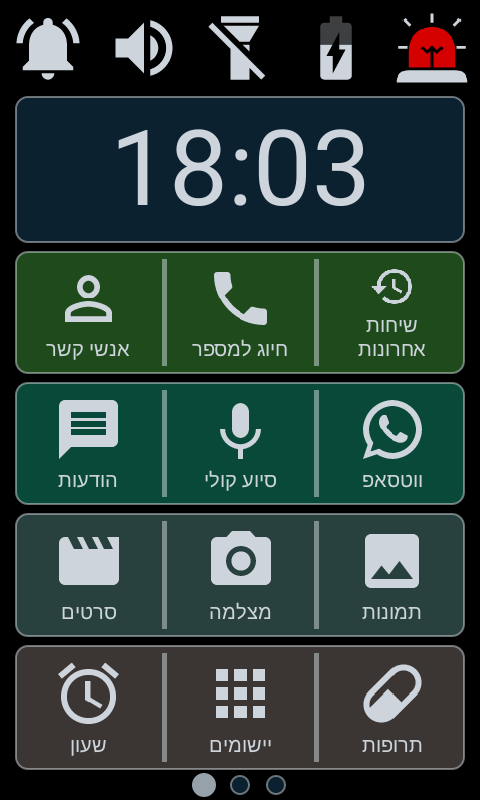 18:03
שיחות
אחרונות
חיוג למספר
אנשי קשר
ווטסאפ
סיוע קולי
הודעות
תמונות
מצלמה
סרטים
תרופות
יישומים
שעון